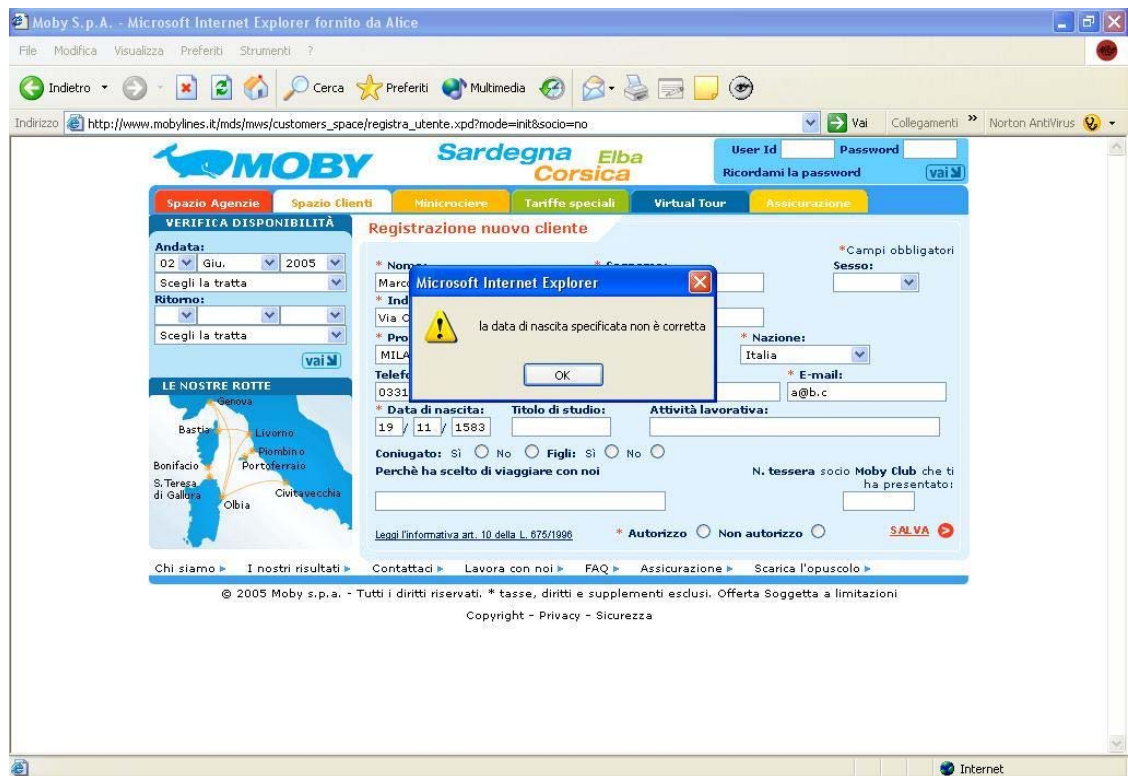 Moby S.p.A. - Microsoft Internet Explorer fornito da Alice
File Modifica Visualizza Preferiti Strumenti ?
Indietro Cerca Preferiti Multimedia
Indirizzo http://www.mobylines.it/mds/mws/customers_space/registra_utente.xpd?mode=init&socio=no Vai Collegamenti » Norton AntiVirus
MOBY Sardegna Elba Corsica
User Id Password
Ricordami la password vai
Spazio Agenzie Spazio Clienti Minicrociere Tariffe speciali Virtual Tour Assicurazione
VERIFICA DISPONIBILITÀ
Andata:
02 Giu. 2005
Scegli la tratta
Ritorno:
Scegli la tratta
vai
LE NOSTRE ROTTE
Genova
Bastia Livorno
Piombino
Bonifacio Portoferraio
S. Teresa di Gallura
Civitavecchia
Olbia
Registrazione nuovo cliente
*Campi obbligatori
* Nome: Sesso:
Marco
Via
* Nazione:
MILA Italia
* E-mail:
0331 a@b.c
Microsoft Internet Explorer
la data di nascita specificata non è corretta
OK
* Data di nascita: Titolo di studio: Attività lavorativa:
19 / 11 / 1583
Coniugato: Sì No Figli: Sì No
Perchè ha scelto di viaggiare con noi
N. tessera socio Moby Club che ti
ha presentato:
Leggi l'informativa art. 10 della L. 675/1996 * Autorizzo Non autorizzo SALVA
Chi siamo I nostri risultati Contattaci Lavora con noi FAQ Assicurazione Scarica l'opuscolo
© 2005 Moby s.p.a. - Tutti i diritti riservati. * tasse, diritti e supplementi esclusi. Offerta Soggetta a limitazioni
Copyright - Privacy - Sicurezza
Internet